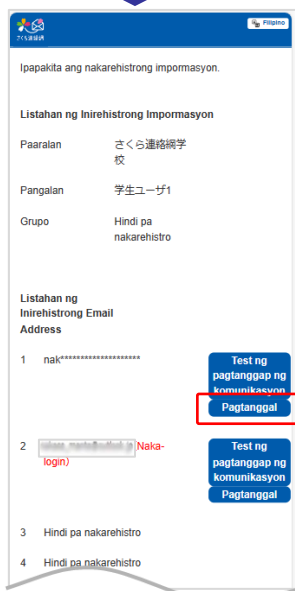 Filipino
さくら連絡網
Ipapakita ang nakarehistrong impormasyon.
Listahan ng Inirehistrong Impormasyon
Paaralan さくら連絡網学
校
Pangalan 学生ユーザ1
Grupo Hindi pa
nakarehistro
Listahan ng
Inirehistrong Email
Address
1 nak********************
Test ng
pagtanggap ng
komunikasyon
Pagtanggal
2 Naka-
login）
Test ng
pagtanggap ng
komunikasyon
Pagtanggal
3 Hindi pa nakarehistro
4 Hindi pa nakarehistro